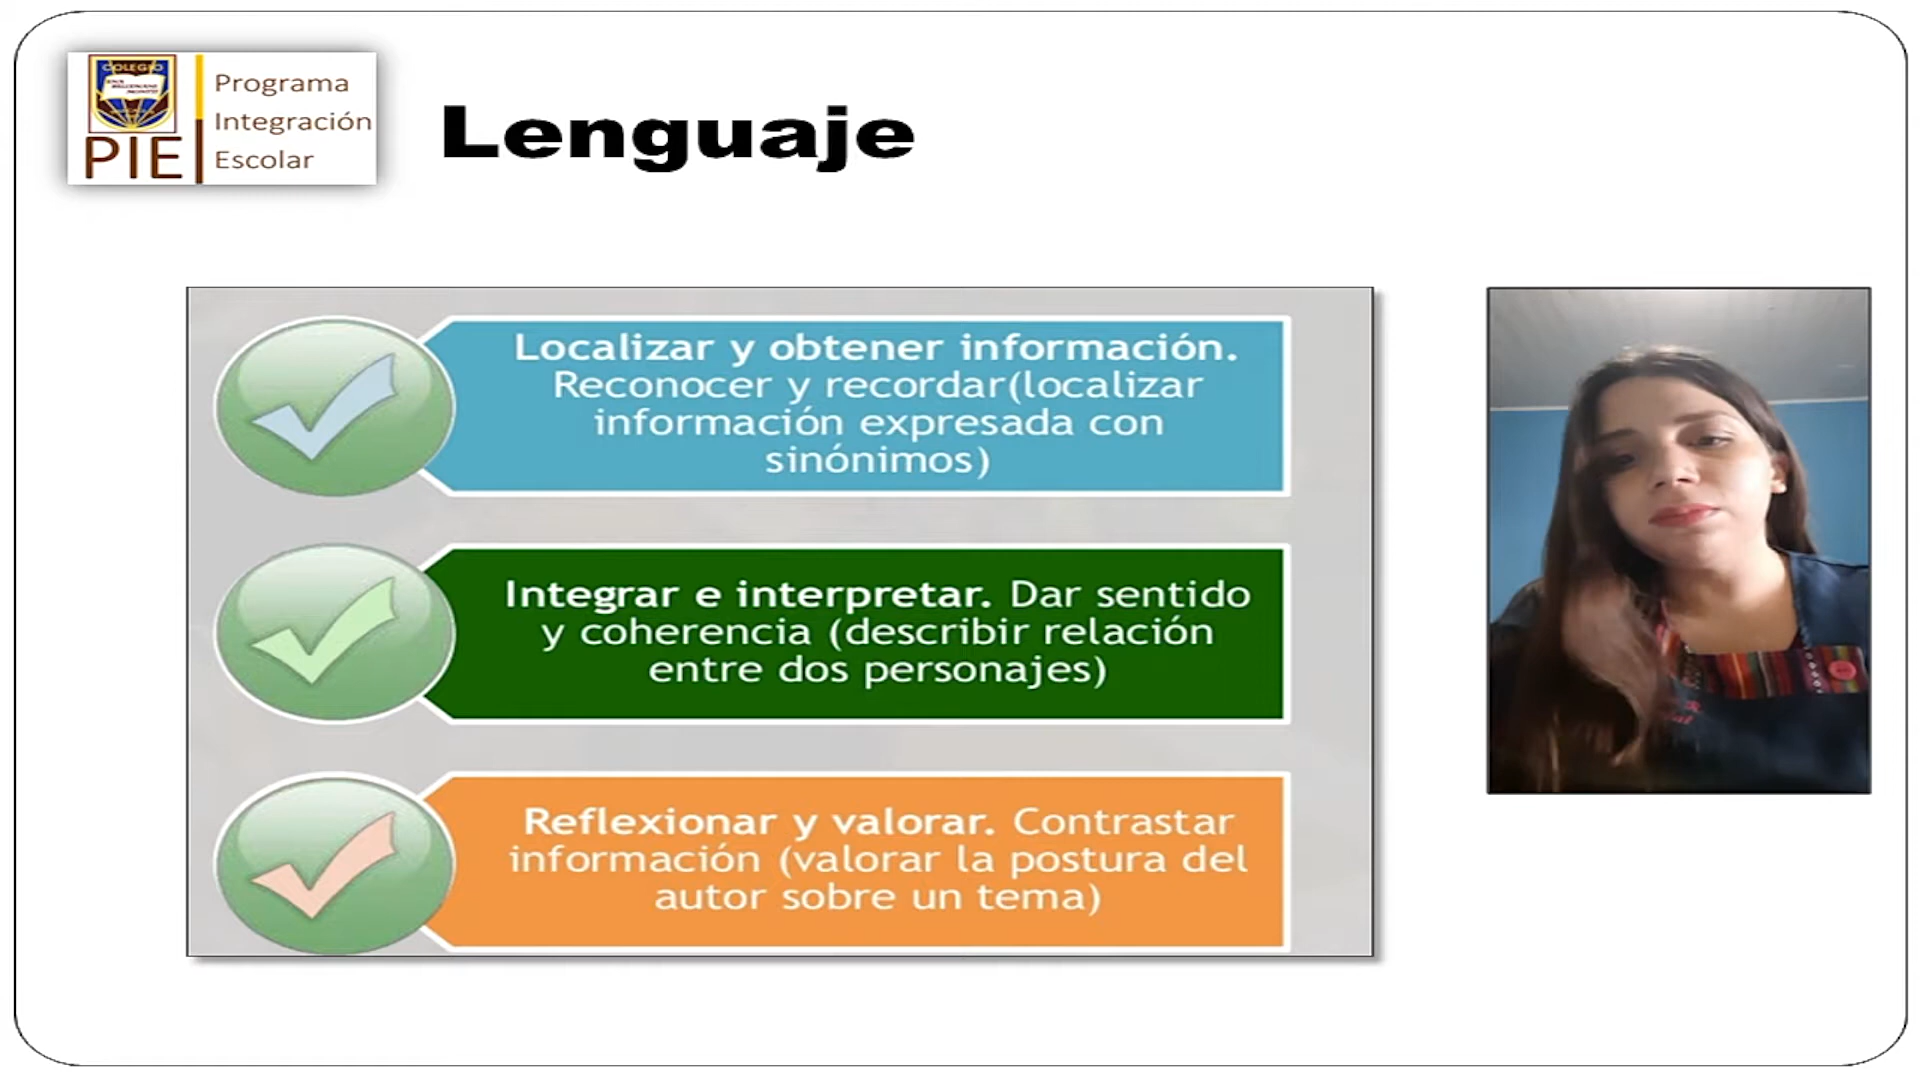 COLEGIO
PIE
Programa
Integración
Escolar
Lenguaje
Localizar y obtener información.
Reconocer y recordar(localizar
información expresada con
sinónimos)
Integrar e interpretar. Dar sentido
y coherencia (describir relación
entre dos personajes)
Reflexionar y valorar. Contrastar
información (valorar la postura del
autor sobre un tema)